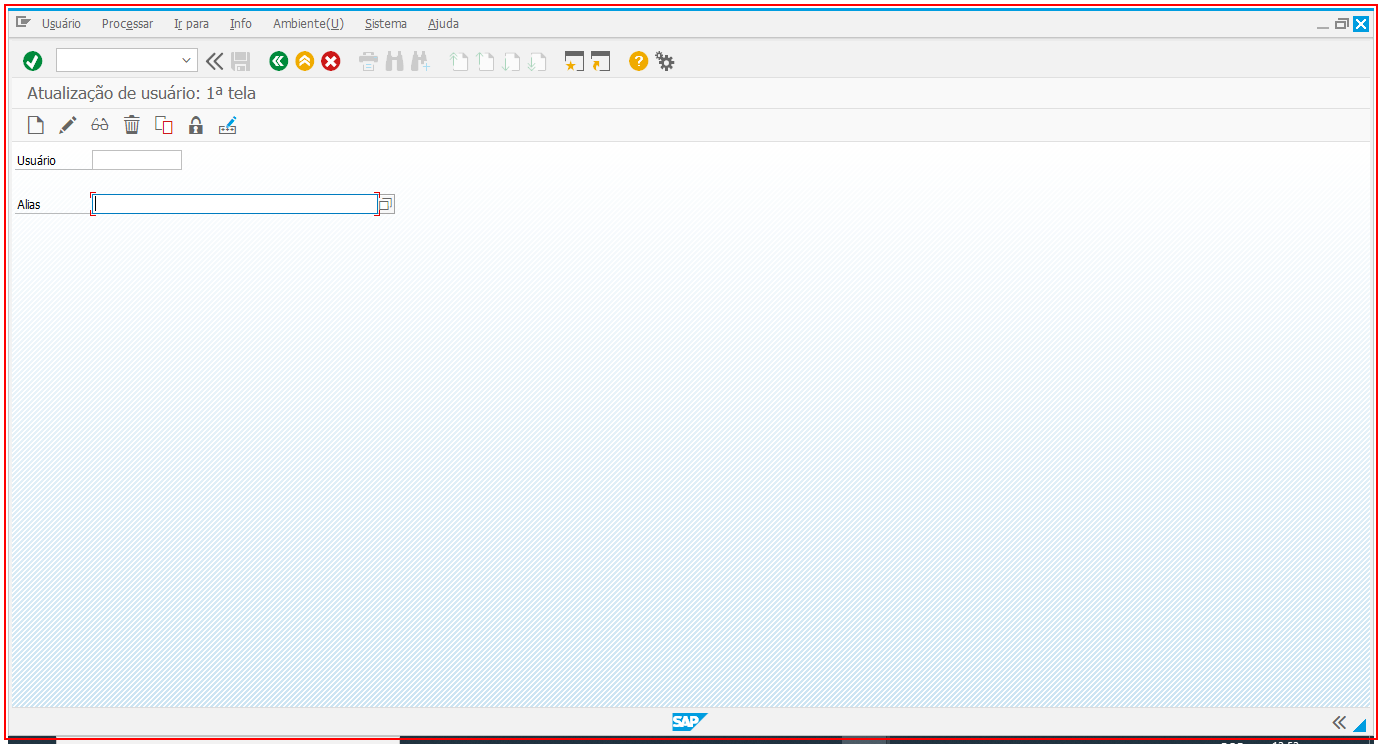 Usuário Processar Ir para Info Ambiente(U) Sistema Ajuda
Atualização de usuário: 1ª tela
Usuário
Alias
SAP